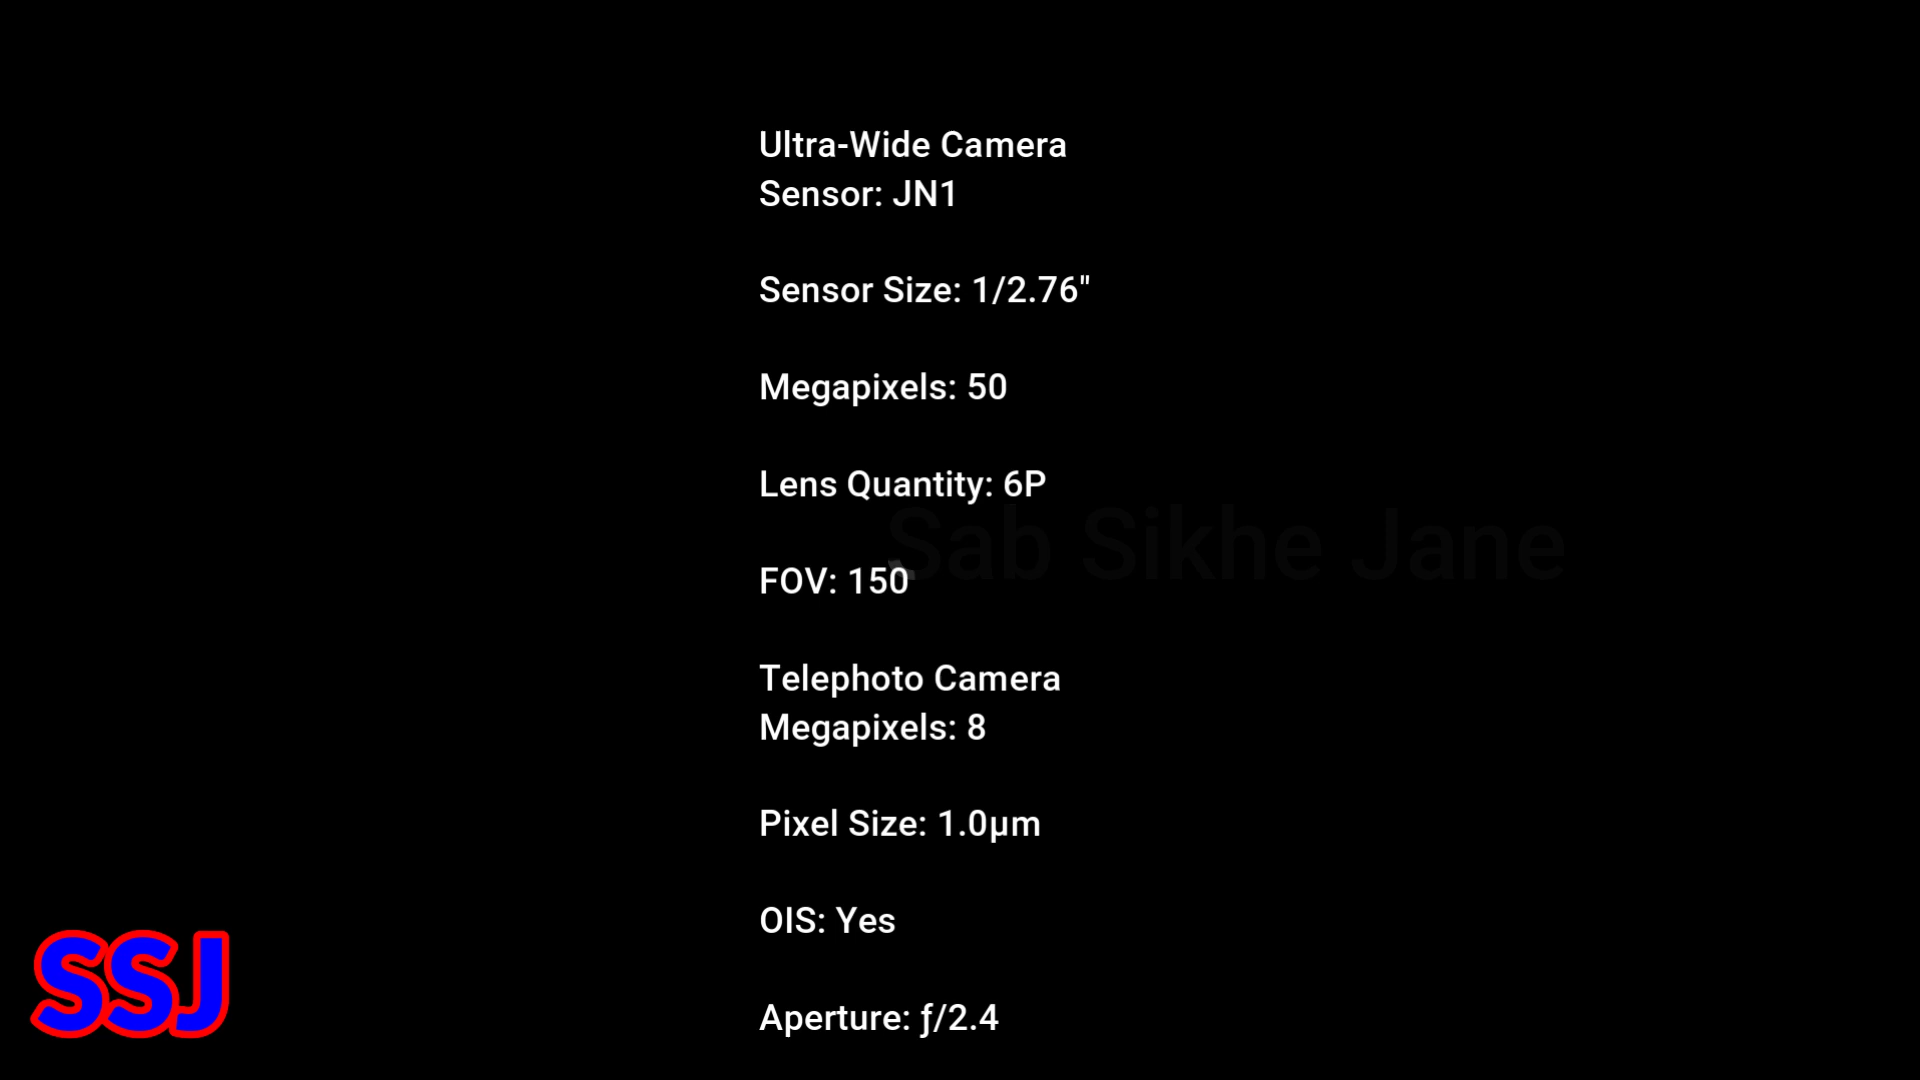 Ultra-Wide Camera
Sensor: JN1
Sensor Size: 1/2.76"
Megapixels: 50
Lens Quantity: 6P
Sab Sikhe Jane
FOV: 150
Telephoto Camera
Megapixels: 8
Pixel Size: 1.0μm
OIS: Yes
Aperture: ƒ/2.4
SSJ